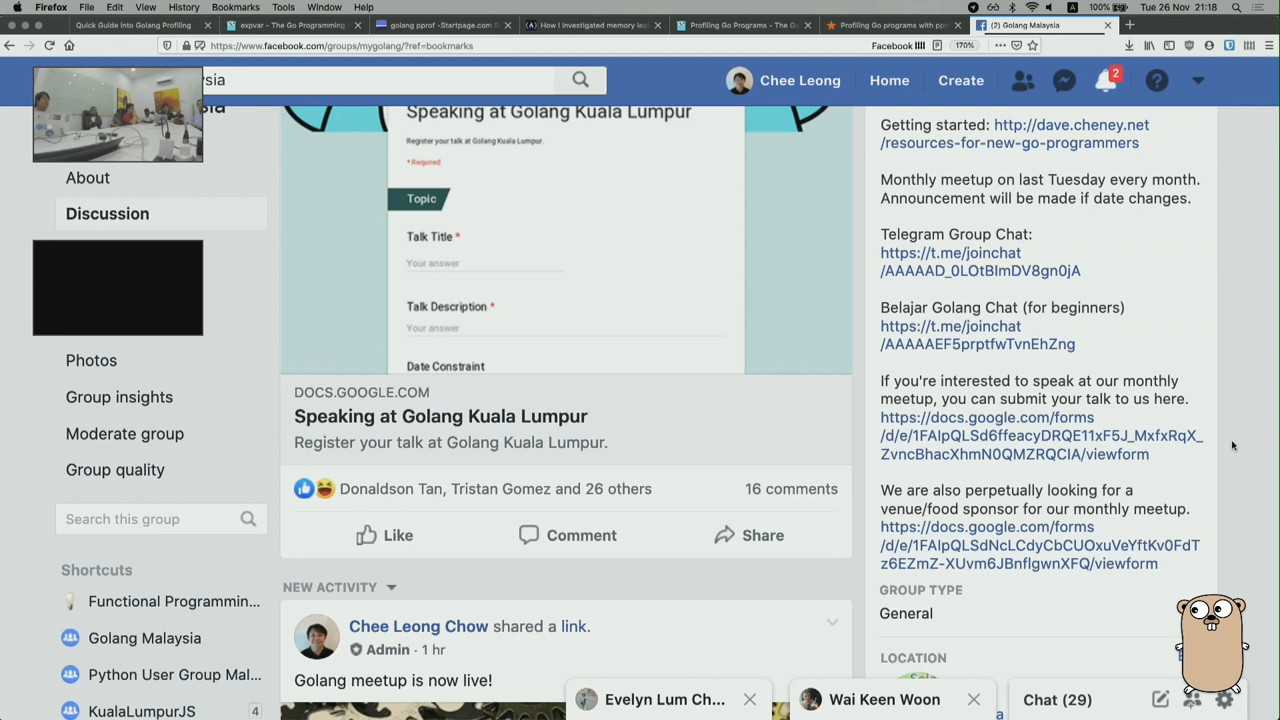 Firefox File Edit View History Bookmarks Tools Window Help
100% Tue 26 Nov 21:18
Quick Guide into Golang Profiling
expvar - The Go Programming L
golang pprof -Startpage.com S
How I investigated memory leak
Profiling Go Programs - The Go
Profiling Go programs with ppr
(2) Golang Malaysia
https://www.facebook.com/groups/mygolang/?ref=bookmarks
Facebook
170%
ysia
Chee Leong
Home
Create
2
About
Discussion
Photos
Group insights
Moderate group
Group quality
Search this group
Shortcuts
Functional Programmin...
Golang Malaysia
Python User Group Mal...
KualaLumpurJS 4
Speaking at Golang Kuala Lumpur
Register your talk at Golang Kuala Lumpur.
* Required
Topic
Talk Title *
Your answer
Talk Description *
Your answer
Date Constraint
DOCS.GOOGLE.COM
Speaking at Golang Kuala Lumpur
Register your talk at Golang Kuala Lumpur.
Donaldson Tan, Tristan Gomez and 26 others
16 comments
Like
Comment
Share
NEW ACTIVITY
Chee Leong Chow shared a link.
Admin · 1 hr
Golang meetup is now live!
Getting started: http://dave.cheney.net
/resources-for-new-go-programmers
Monthly meetup on last Tuesday every month.
Announcement will be made if date changes.
Telegram Group Chat:
https://t.me/joinchat
/AAAAAD_0LOtBImDV8gn0jA
Belajar Golang Chat (for beginners)
https://t.me/joinchat
/AAAAAEF5prptfwTvnEhZng
If you're interested to speak at our monthly
meetup, you can submit your talk to us here.
https://docs.google.com/forms
/d/e/1FAIpQLSd6ffeacyDRQE11xF5J_MxfxRqX_
ZvncBhacXhmN0QMZRQCIA/viewform
We are also perpetually looking for a
venue/food sponsor for our monthly meetup.
https://docs.google.com/forms
/d/e/1FAIpQLSdNcLCdyCbCUOxuVeYftKv0FdT
z6EZmZ-XUvm6JBnflgwnXFQ/viewform
GROUP TYPE
General
LOCATION
Evelyn Lum Ch...
Wai Keen Woon
Chat (29)